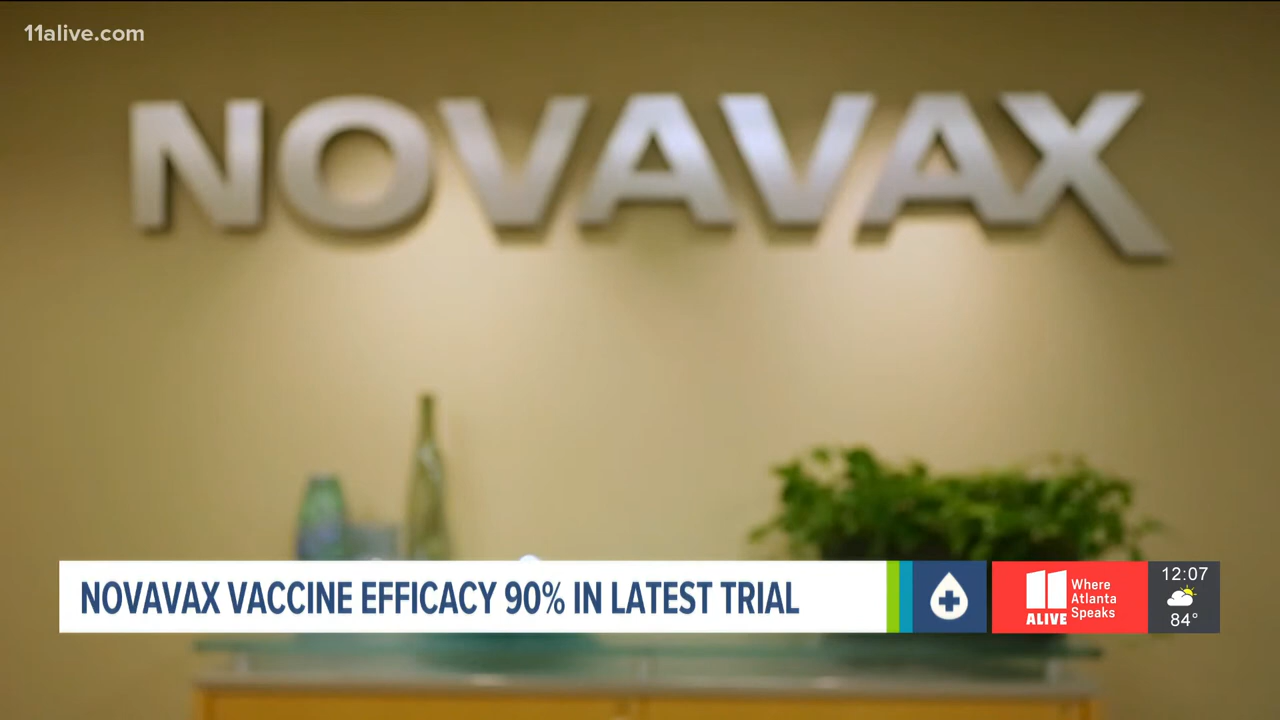 11alive.com
NOVAVAX
NOVAVAX VACCINE EFFICACY 90% IN LATEST TRIAL
11
ALIVE
Where
Atlanta
Speaks
12:07
84°